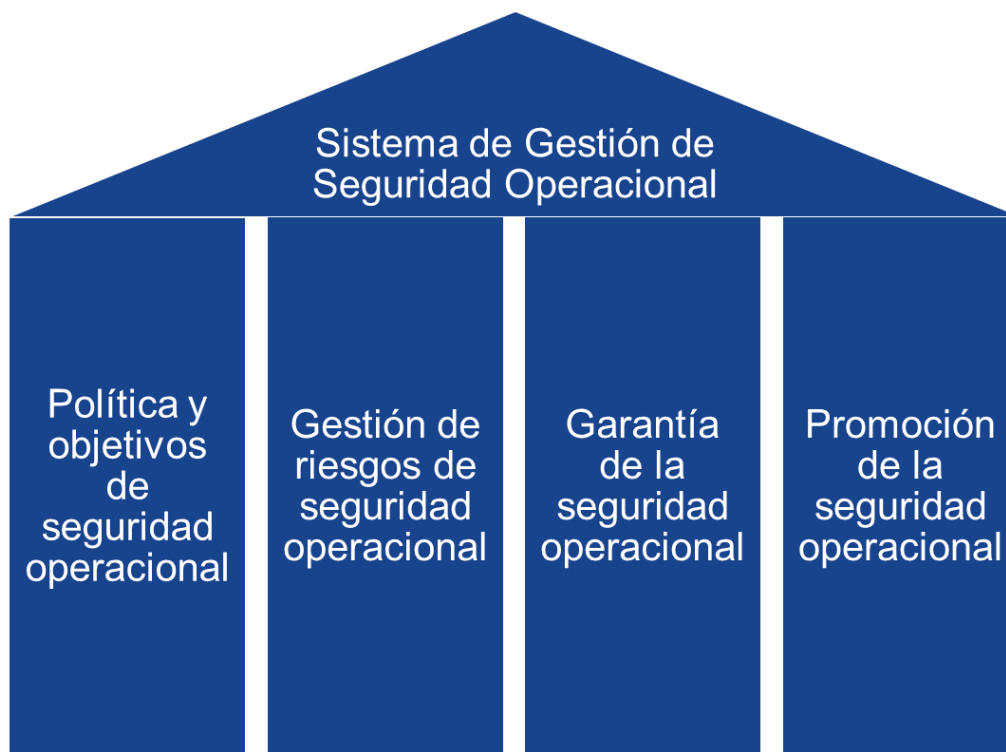 Sistema de Gestión de
Seguridad Operacional
Política y
objetivos
de
seguridad
operacional
Gestión de
riesgos de
seguridad
operacional
Garantía
de la
seguridad
operacional
Promoción
de la
seguridad
operacional